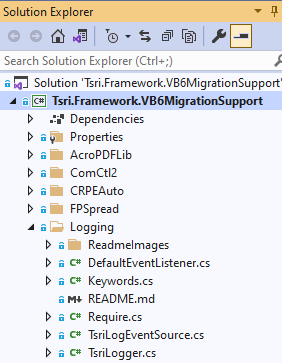 Solution Explorer
Search Solution Explorer (Ctrl+;)
Solution 'Tsri.Framework.VB6MigrationSupport'
C# Tsri.Framework.VB6MigrationSupport
Dependencies
Properties
AcroPDFLib
ComCtl2
CRPEAuto
FPSpread
Logging
ReadmeImages
C# DefaultEventListener.cs
C# Keywords.cs
M README.md
C# Require.cs
C# TsriLogEventSource.cs
C# TsriLogger.cs